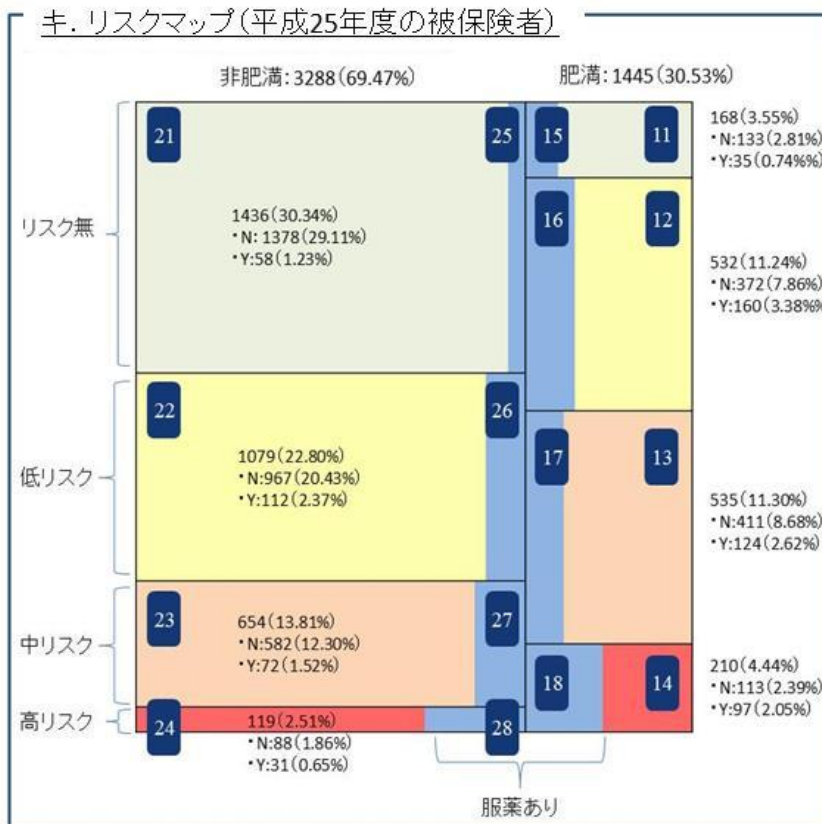 キ．リスクマップ（平成25年度の被保険者）
非肥満：3288（69.47%）
肥満：1445（30.53%）
リスク無
21
25
1436（30.34%）
・N：1378（29.11%）
・Y:58（1.23%）
15
11
168（3.55%）
・N:133（2.81%）
・Y:35（0.74%%）
16
12
532（11.24%）
・N:372（7.86%）
・Y:160（3.38%%）
低リスク
22
26
1079（22.80%）
・N:967（20.43%）
・Y:112（2.37%）
17
13
535（11.30%）
・N:411（8.68%）
・Y:124（2.62%）
中リスク
23
27
654（13.81%）
・N:582（12.30%）
・Y:72（1.52%）
18
14
210（4.44%）
・N:113（2.39%）
・Y:97（2.05%）
高リスク
24
28
119（2.51%）
・N:88（1.86%）
・Y:31（0.65%）
服薬あり